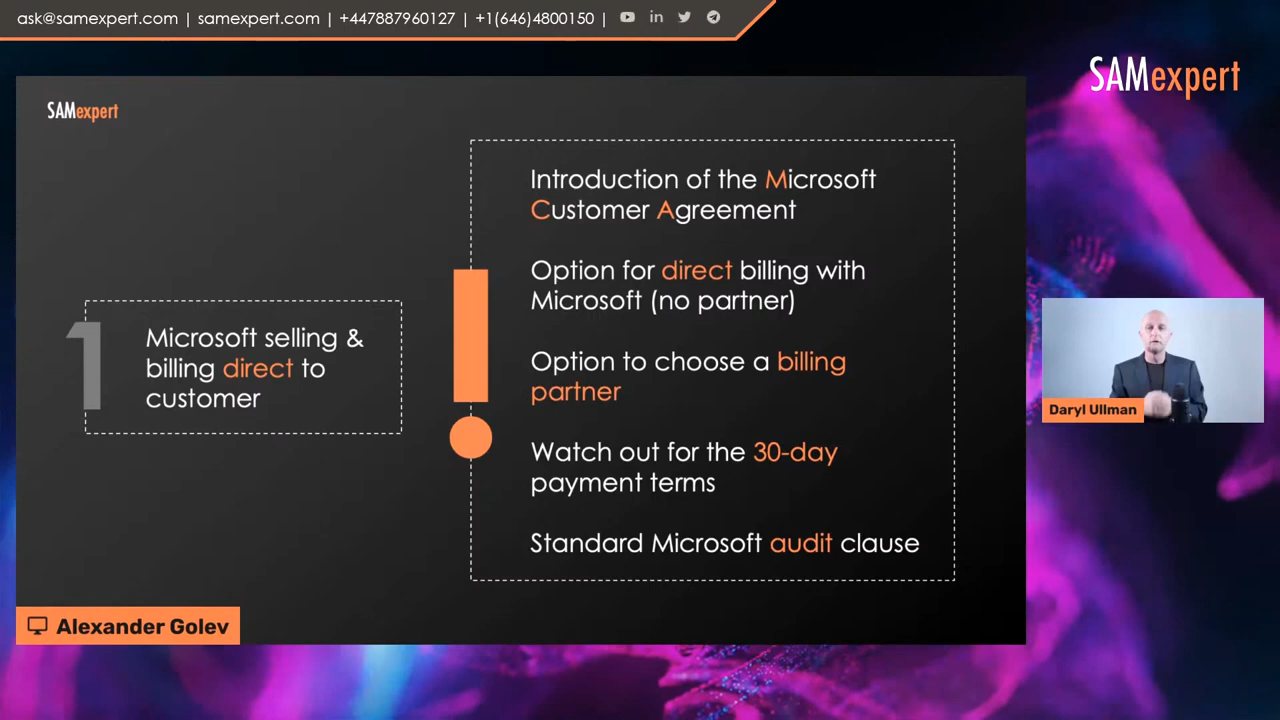 ask@samexpert.com | samexpert.com | +447887960127 | +1(646)4800150 |
SAMexpert
SAMexpert
1
Microsoft selling &
billing direct to
customer
Introduction of the Microsoft
Customer Agreement
Option for direct billing with
Microsoft (no partner)
Option to choose a billing
partner
Watch out for the 30-day
payment terms
Standard Microsoft audit clause
Daryl Ullman
Alexander Golev